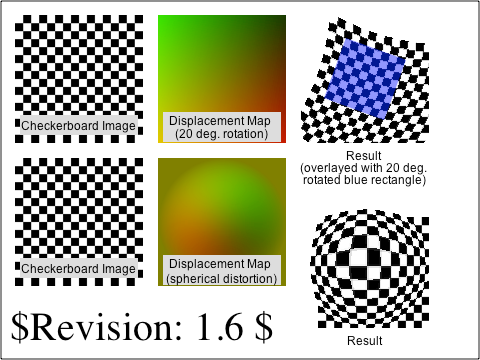 Checkerboard Image
Displacement Map
(20 deg. rotation)
Result
(overlayed with 20 deg.
rotated blue rectangle)
Checkerboard Image
Displacement Map
(spherical distortion)
Result
$Revision: 1.6 $